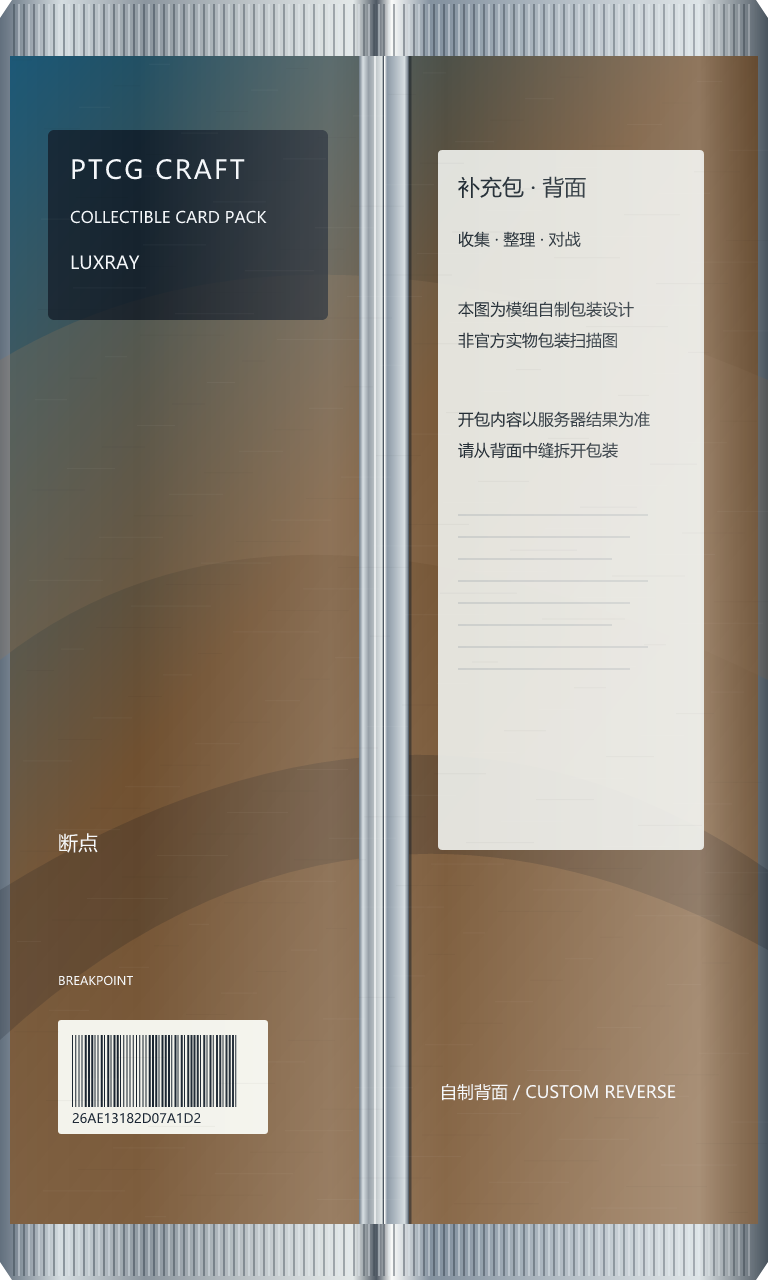 PTCG CRAFT
COLLECTIBLE CARD PACK
LUXRAY
断点
BREAKPOINT
26AE13182D07A1D2
补充包 · 背面
收集 · 整理 · 对战
本图为模组自制包装设计
非官方实物包装扫描图
开包内容以服务器结果为准
请从背面中缝拆开包装
自制背面 / CUSTOM REVERSE